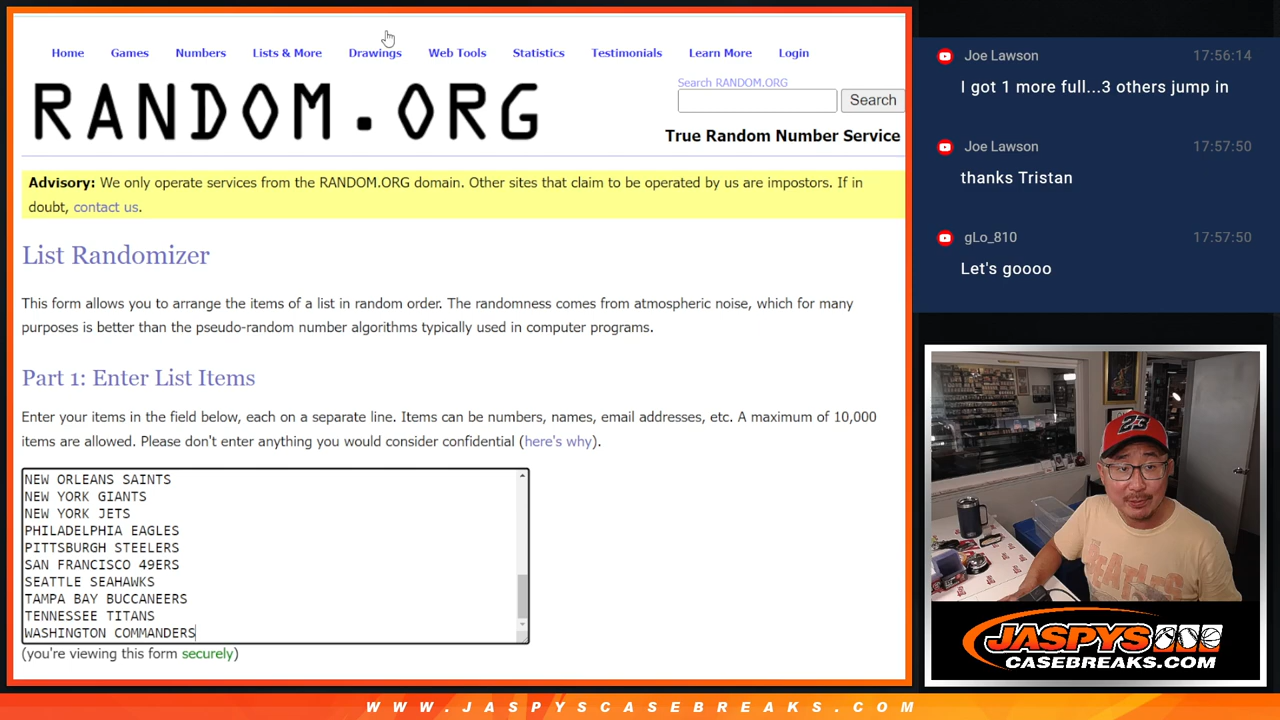 Home Games Numbers Lists & More Drawings Web Tools Statistics Testimonials Learn More Login
RANDOM.ORG
Search RANDOM.ORG
Search
True Random Number Service
Advisory: We only operate services from the RANDOM.ORG domain. Other sites that claim to be operated by us are impostors. If in
doubt, contact us.
List Randomizer
This form allows you to arrange the items of a list in random order. The randomness comes from atmospheric noise, which for many
purposes is better than the pseudo-random number algorithms typically used in computer programs.
Part 1: Enter List Items
Enter your items in the field below, each on a separate line. Items can be numbers, names, email addresses, etc. A maximum of 10,000
items are allowed. Please don't enter anything you would consider confidential (here's why).
NEW ORLEANS SAINTS
NEW YORK GIANTS
NEW YORK JETS
PHILADELPHIA EAGLES
PITTSBURGH STEELERS
SAN FRANCISCO 49ERS
SEATTLE SEAHAWKS
TAMPA BAY BUCCANEERS
TENNESSEE TITANS
WASHINGTON COMMANDERS
(you're viewing this form securely)
Joe Lawson 17:56:14
I got 1 more full...3 others jump in
Joe Lawson 17:57:50
thanks Tristan
gLo_810 17:57:50
Let's goooo
23
JASPYS
CASEBREAKS.COM
WWW.JASPYSCASEBREAKS.COM